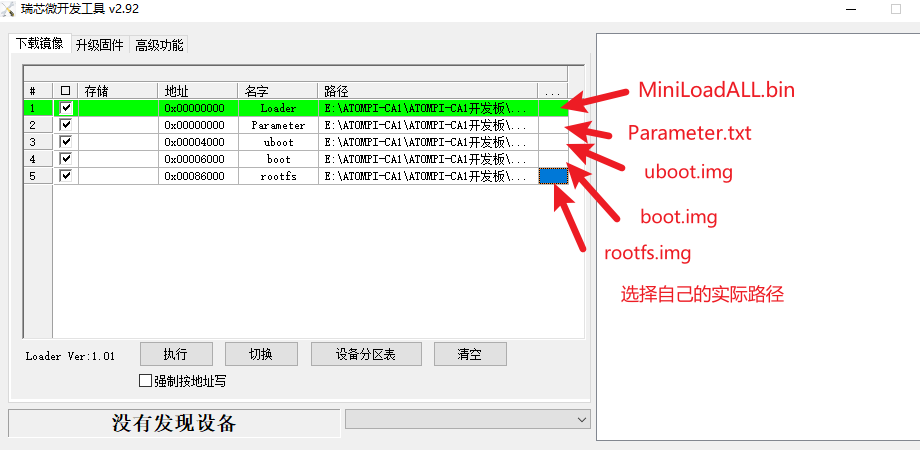 瑞芯微开发工具 v2.92
下载镜像 升级固件 高级功能
# 存储 地址 名字 路径 ...
1 0x00000000 Loader E:\ATOMPI-CA1\ATOMPI-CA1开发板\...
2 0x00000000 Parameter E:\ATOMPI-CA1\ATOMPI-CA1开发板\...
3 0x00004000 uboot E:\ATOMPI-CA1\ATOMPI-CA1开发板\...
4 0x00006000 boot E:\ATOMPI-CA1\ATOMPI-CA1开发板\...
5 0x00086000 rootfs E:\ATOMPI-CA1\ATOMPI-CA1开发板\...
MiniLoadALL.bin
Parameter.txt
uboot.img
boot.img
rootfs.img
选择自己的实际路径
Loader Ver:1.01 执行 切换 设备分区表 清空
强制按地址写
没有发现设备